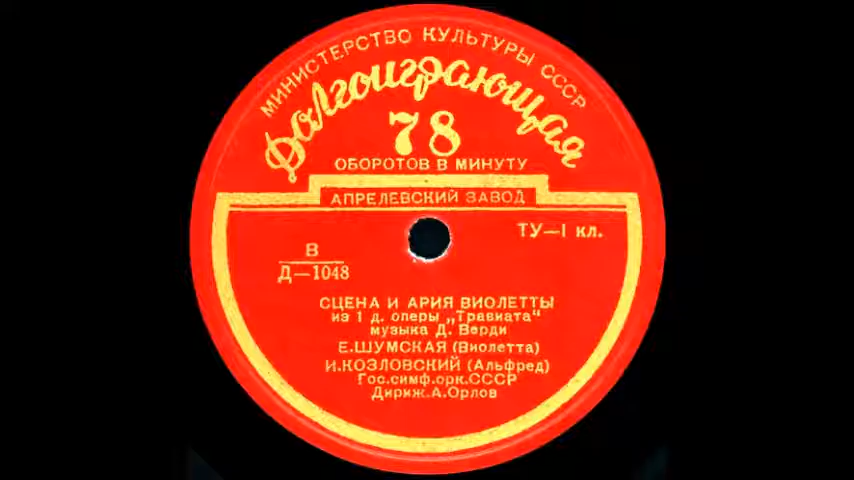 МИНИСТЕРСТВО КУЛЬТУРЫ СССР
Долгоиграющая
78
ОБОРОТОВ В МИНУТУ
АПРЕЛЕВСКИЙ ЗАВОД
ТУ—I кл.
В
Д—1048
СЦЕНА И АРИЯ ВИОЛЕТТЫ
из 1 д. оперы „Травиата“
музыка Д. Верди
Е.ШУМСКАЯ (Виолетта)
И.КОЗЛОВСКИЙ (Альфред)
Гос.симф.орк.СССР
Дириж.А.Орлов